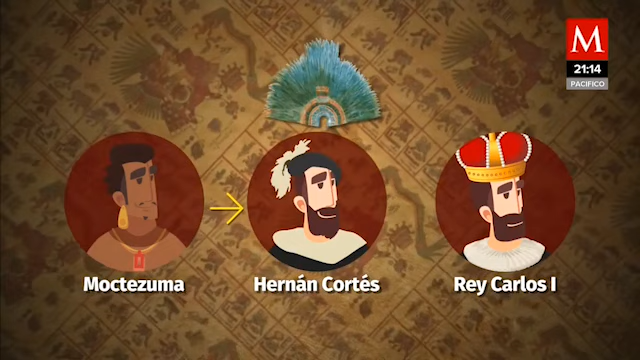 M
21:14
PACIFICO
Moctezuma
Hernán Cortés
Rey Carlos I